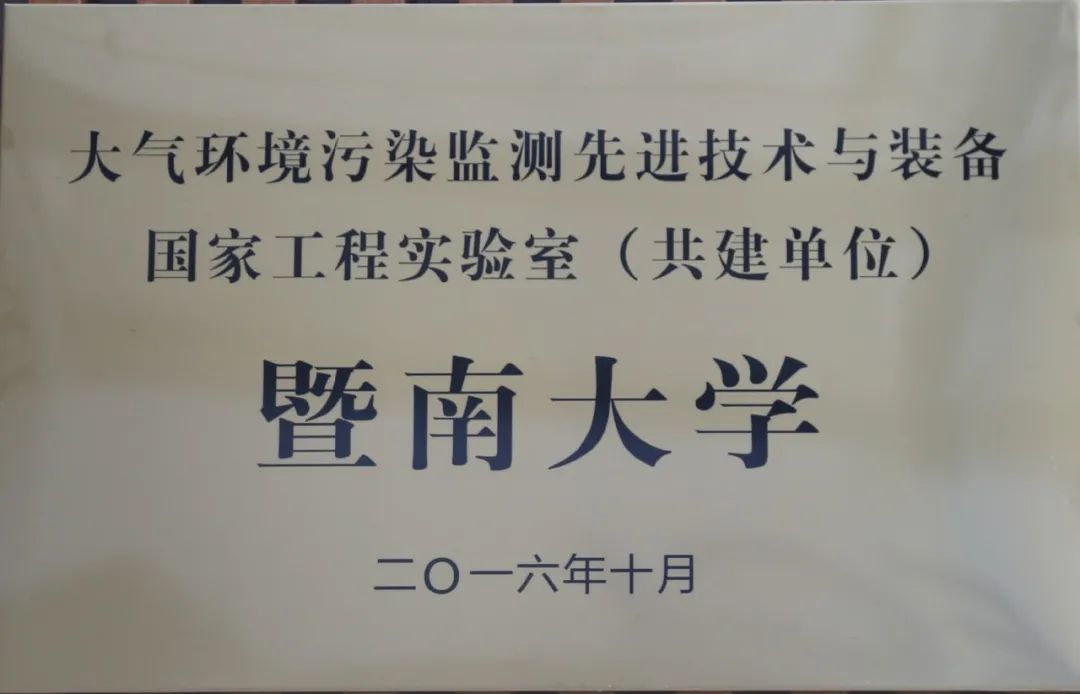 大气环境污染监测先进技术与装备
国家工程实验室（共建单位）
暨南大学
二〇一六年十月